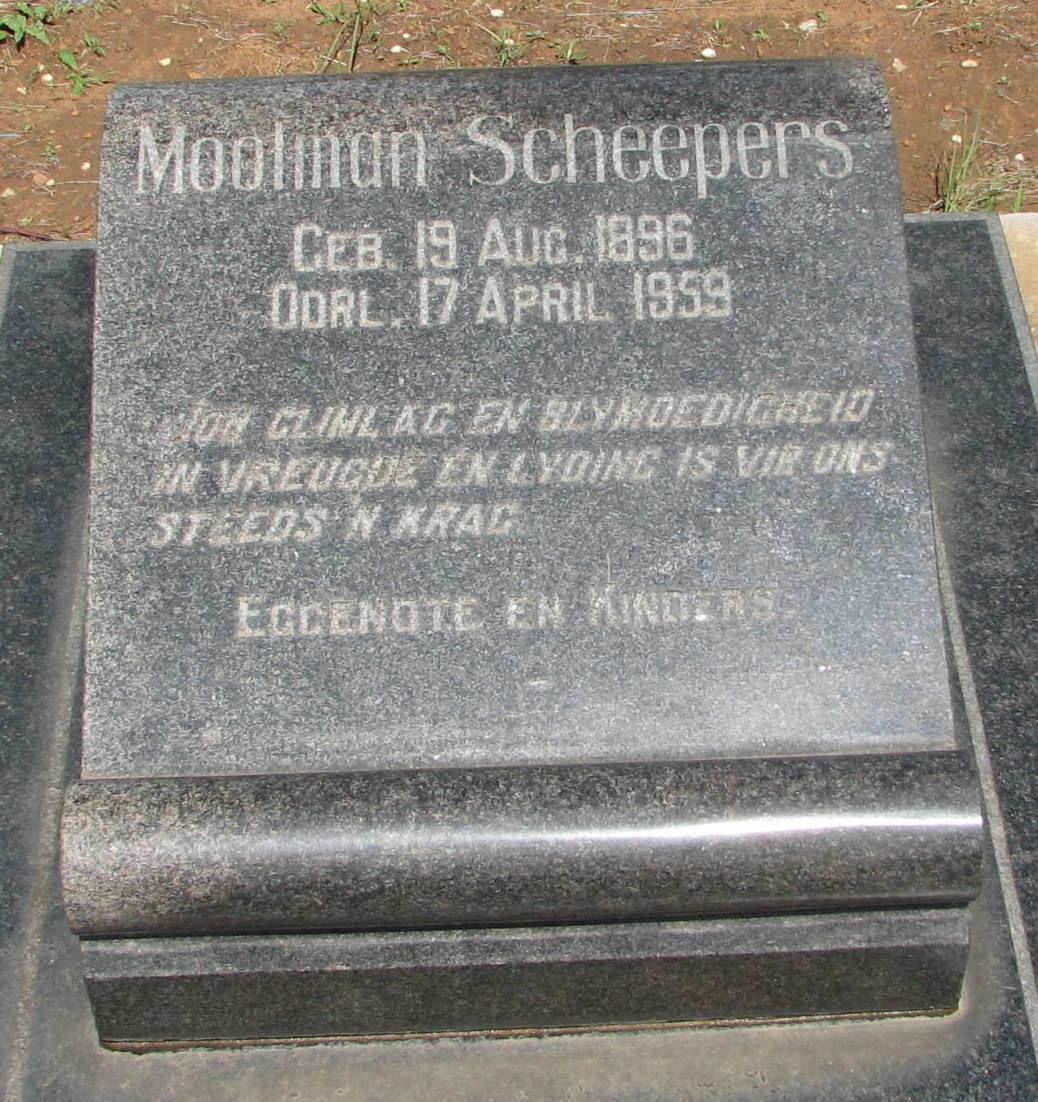 Moolman Scheepers
GEB. 19 AUG. 1896
OORL. 17 APRIL 1959
JOU GLIMLAG EN BLYMOEDIGHEID
IN VREUGDE EN LYDING IS VIR ONS
STEEDS 'N KRAG.
EGGENOTE EN KINDERS.